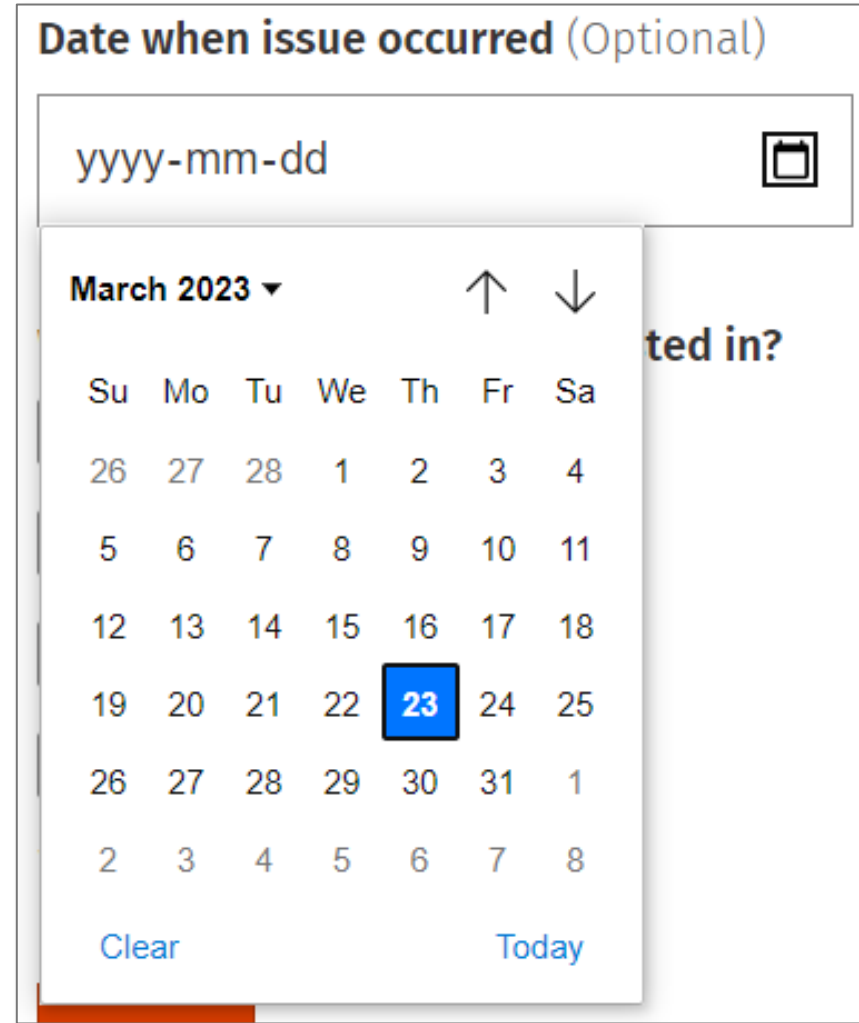 Date when issue occurred (Optional)
yyyy-mm-dd
March 2023
ted in?
Su Mo Tu We Th Fr Sa
26 27 28 1 2 3 4
5 6 7 8 9 10 11
12 13 14 15 16 17 18
19 20 21 22 23 24 25
26 27 28 29 30 31 1
2 3 4 5 6 7 8
Clear Today